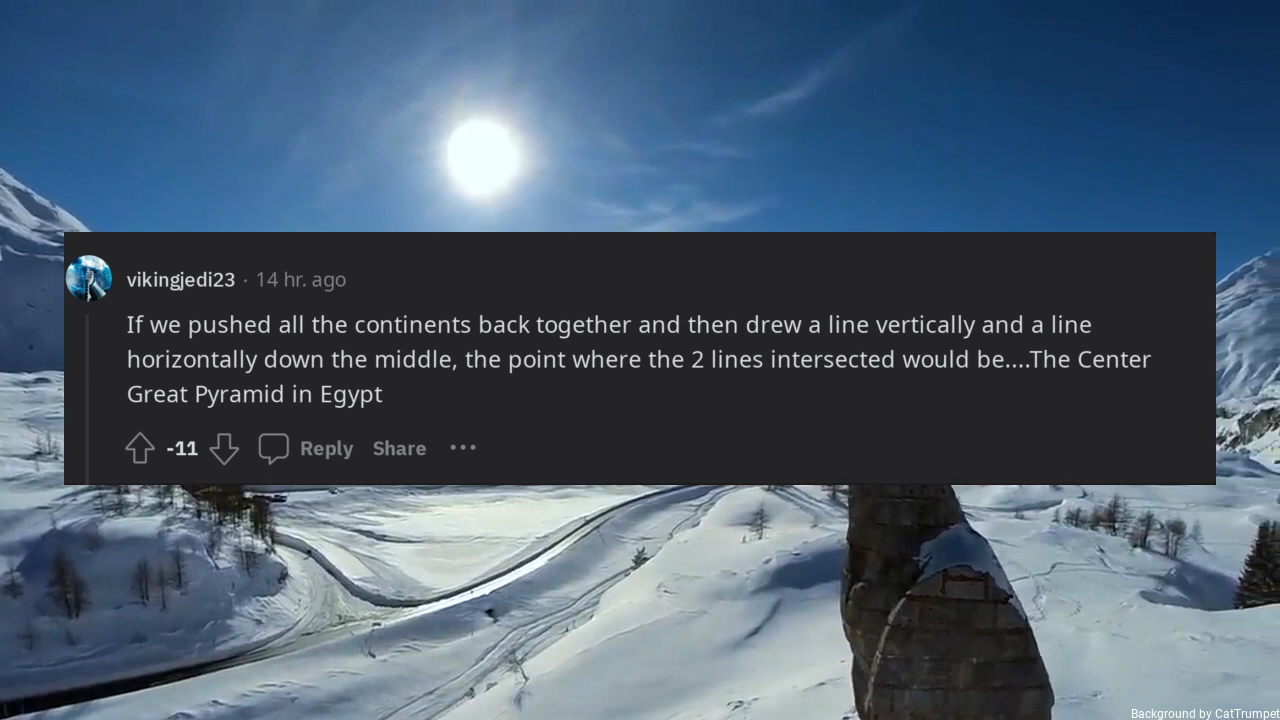 vikingjedi23 · 14 hr. ago
If we pushed all the continents back together and then drew a line vertically and a line
horizontally down the middle, the point where the 2 lines intersected would be....The Center
Great Pyramid in Egypt
-11 Reply Share ···
Background by CatTrumpet